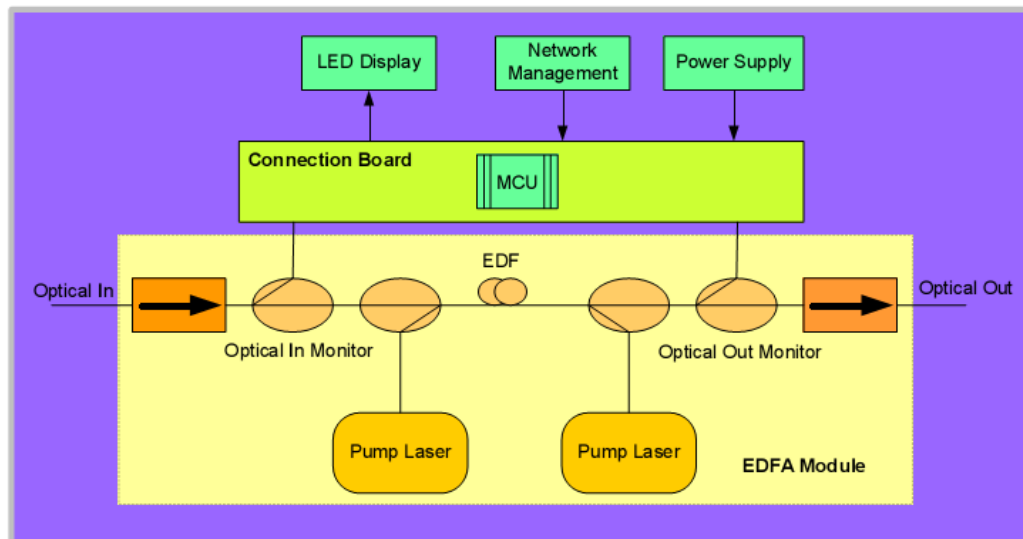 LED Display
Network
Management
Power Supply
Connection Board
MCU
EDF
Optical In
Optical Out
Optical In Monitor
Optical Out Monitor
Pump Laser
Pump Laser
EDFA Module